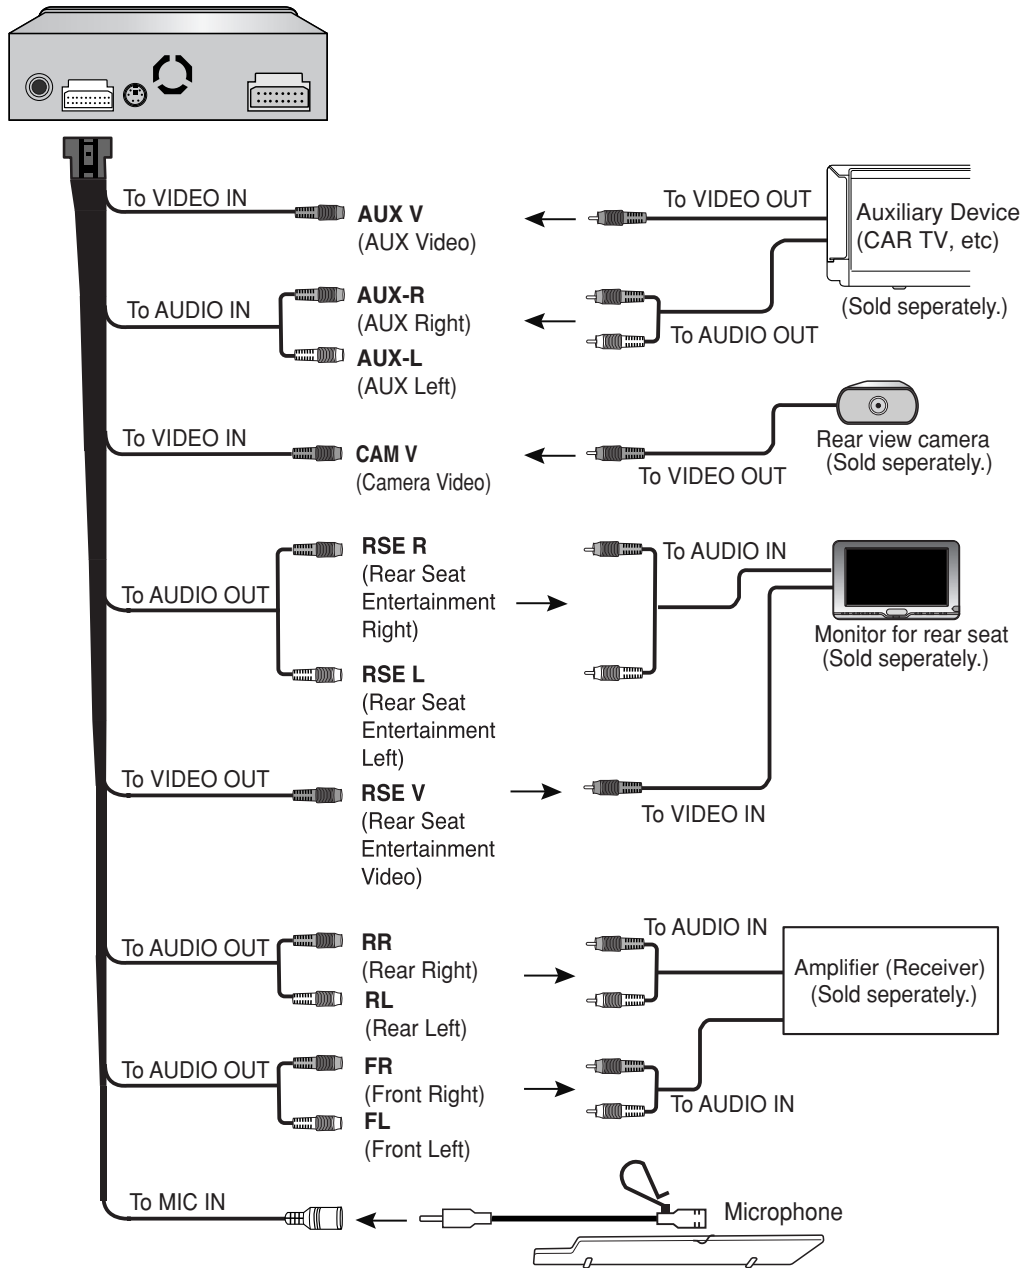 To VIDEO IN
AUX V
(AUX Video)
To VIDEO OUT
Auxiliary Device
(CAR TV, etc)
(Sold seperately.)
To AUDIO IN
AUX-R
(AUX Right)
AUX-L
(AUX Left)
To AUDIO OUT
To VIDEO IN
CAM V
(Camera Video)
To VIDEO OUT
Rear view camera
(Sold seperately.)
To AUDIO OUT
RSE R
(Rear Seat
Entertainment
Right)
RSE L
(Rear Seat
Entertainment
Left)
To AUDIO IN
Monitor for rear seat
(Sold seperately.)
To VIDEO OUT
RSE V
(Rear Seat
Entertainment
Video)
To VIDEO IN
To AUDIO OUT
RR
(Rear Right)
RL
(Rear Left)
To AUDIO IN
Amplifier (Receiver)
(Sold seperately.)
To AUDIO OUT
FR
(Front Right)
FL
(Front Left)
To AUDIO IN
To MIC IN
Microphone